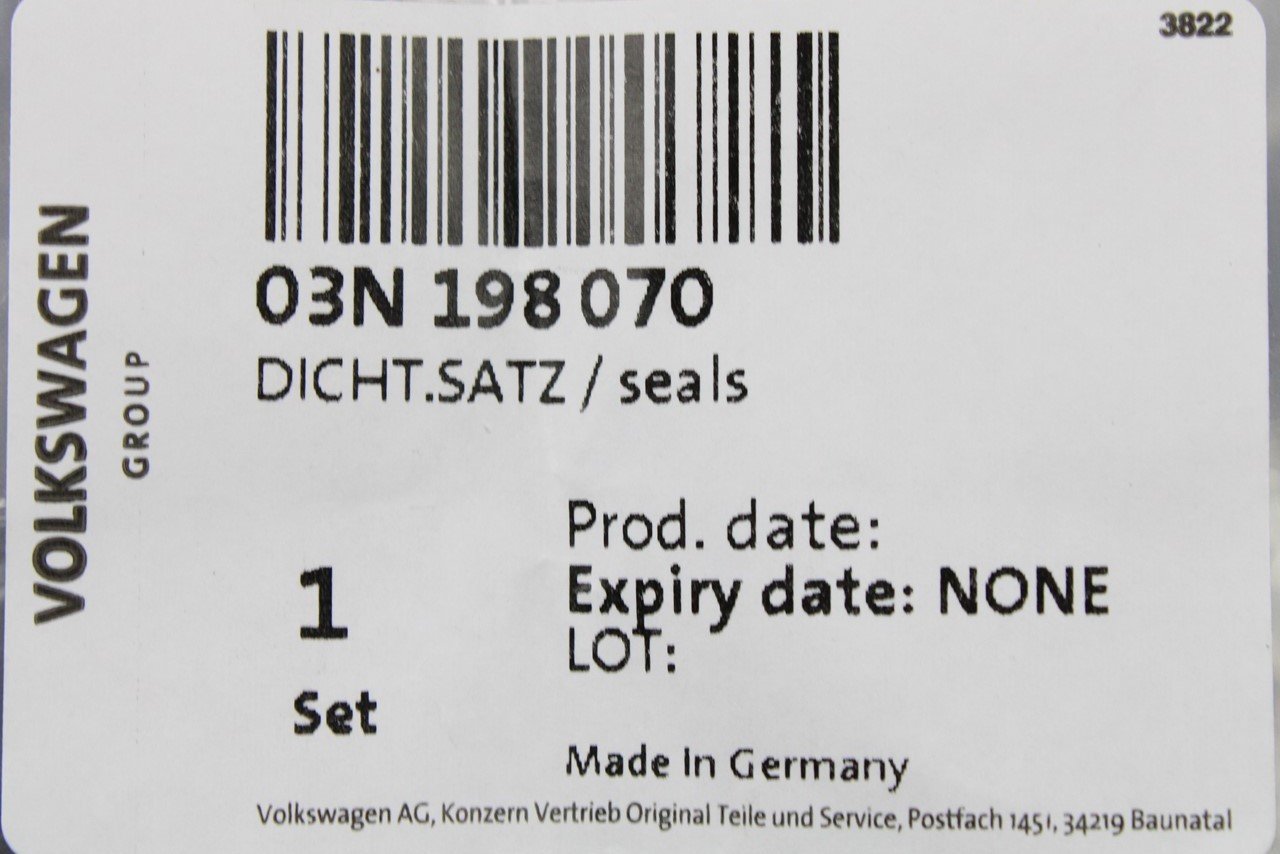 3822
VOLKSWAGEN
GROUP
03N 198 070
DICHT.SATZ / seals
1
Set
Prod. date:
Expiry date: NONE
LOT:
Made In Germany
Volkswagen AG, Konzern Vertrieb Original Teile und Service, Postfach 1451, 34219 Baunatal